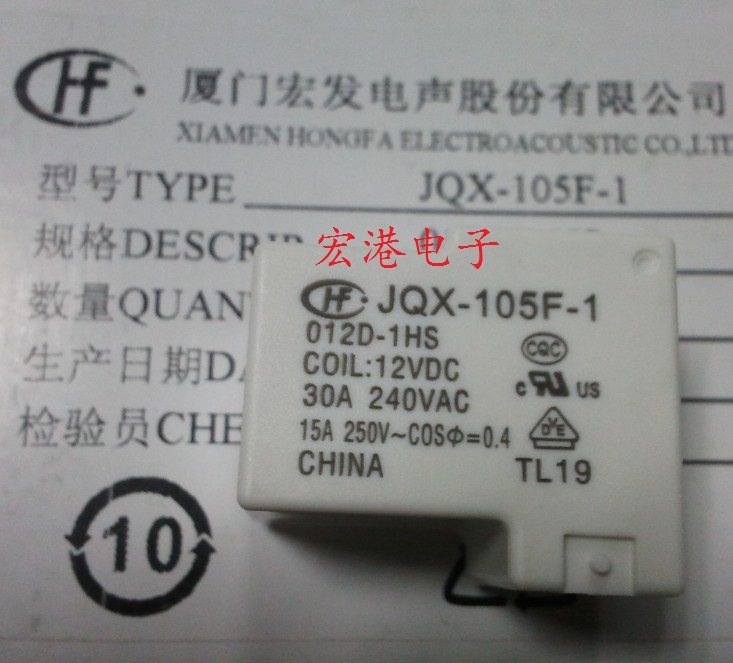 HF
厦门宏发电声股份有限公司
XIAMEN HONGFA ELECTROACOUSTIC CO.,LTD
型号TYPE JQX-105F-1
规格DESCRIP
宏港电子
数量QUANT
生产日期DA
检验员CHE
10
HF JQX-105F-1
012D-1HS
COIL:12VDC
30A 240VAC
15A 250V~COSΦ=0.4
CHINA
CQC
c RU US
DVE
TL19